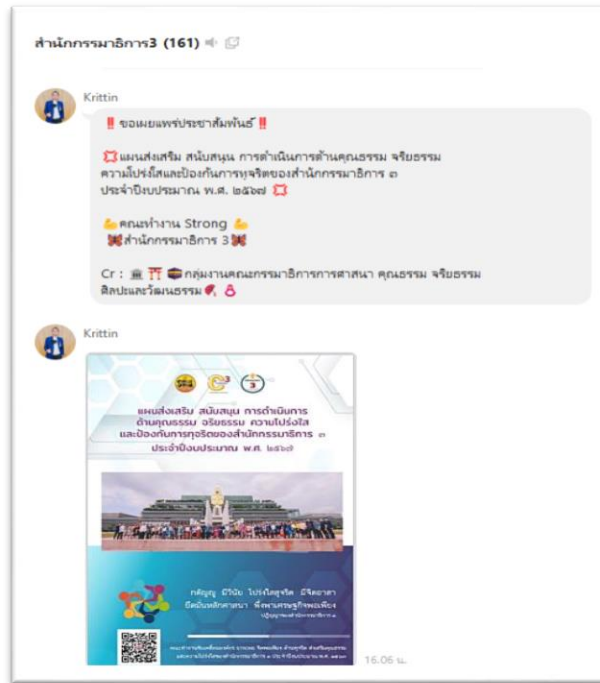 สำนักกรรมาธิการ3 (161)
Krittin
‼ ขอเผยแพร่ประชาสัมพันธ์ ‼
💢แผนส่งเสริม สนับสนุน การดำเนินการด้านคุณธรรม จริยธรรม
ความโปร่งใสและป้องกันการทุจริตของสำนักกรรมาธิการ ๓
ประจำปีงบประมาณ พ.ศ. ๒๕๖๗ 💢
💪คณะทำงาน Strong 💪
สำนักกรรมาธิการ 3
Cr : 🏛 ⛩ 🕋กลุ่มงานคณะกรรมาธิการการศาสนา คุณธรรม จริยธรรม
ศิลปะและวัฒนธรรม
Krittin
แผนส่งเสริม สนับสนุน การดำเนินการ
ด้านคุณธรรม จริยธรรม ความโปร่งใส
และป้องกันการทุจริตของสำนักกรรมาธิการ ๓
ประจำปีงบประมาณ พ.ศ. ๒๕๖๗
กตัญญู มีวินัย โปร่งใสสุจริต มีจิตอาสา
ยึดมั่นหลักศาสนา พึ่งพาเศรษฐกิจพอเพียง
16.06 น.